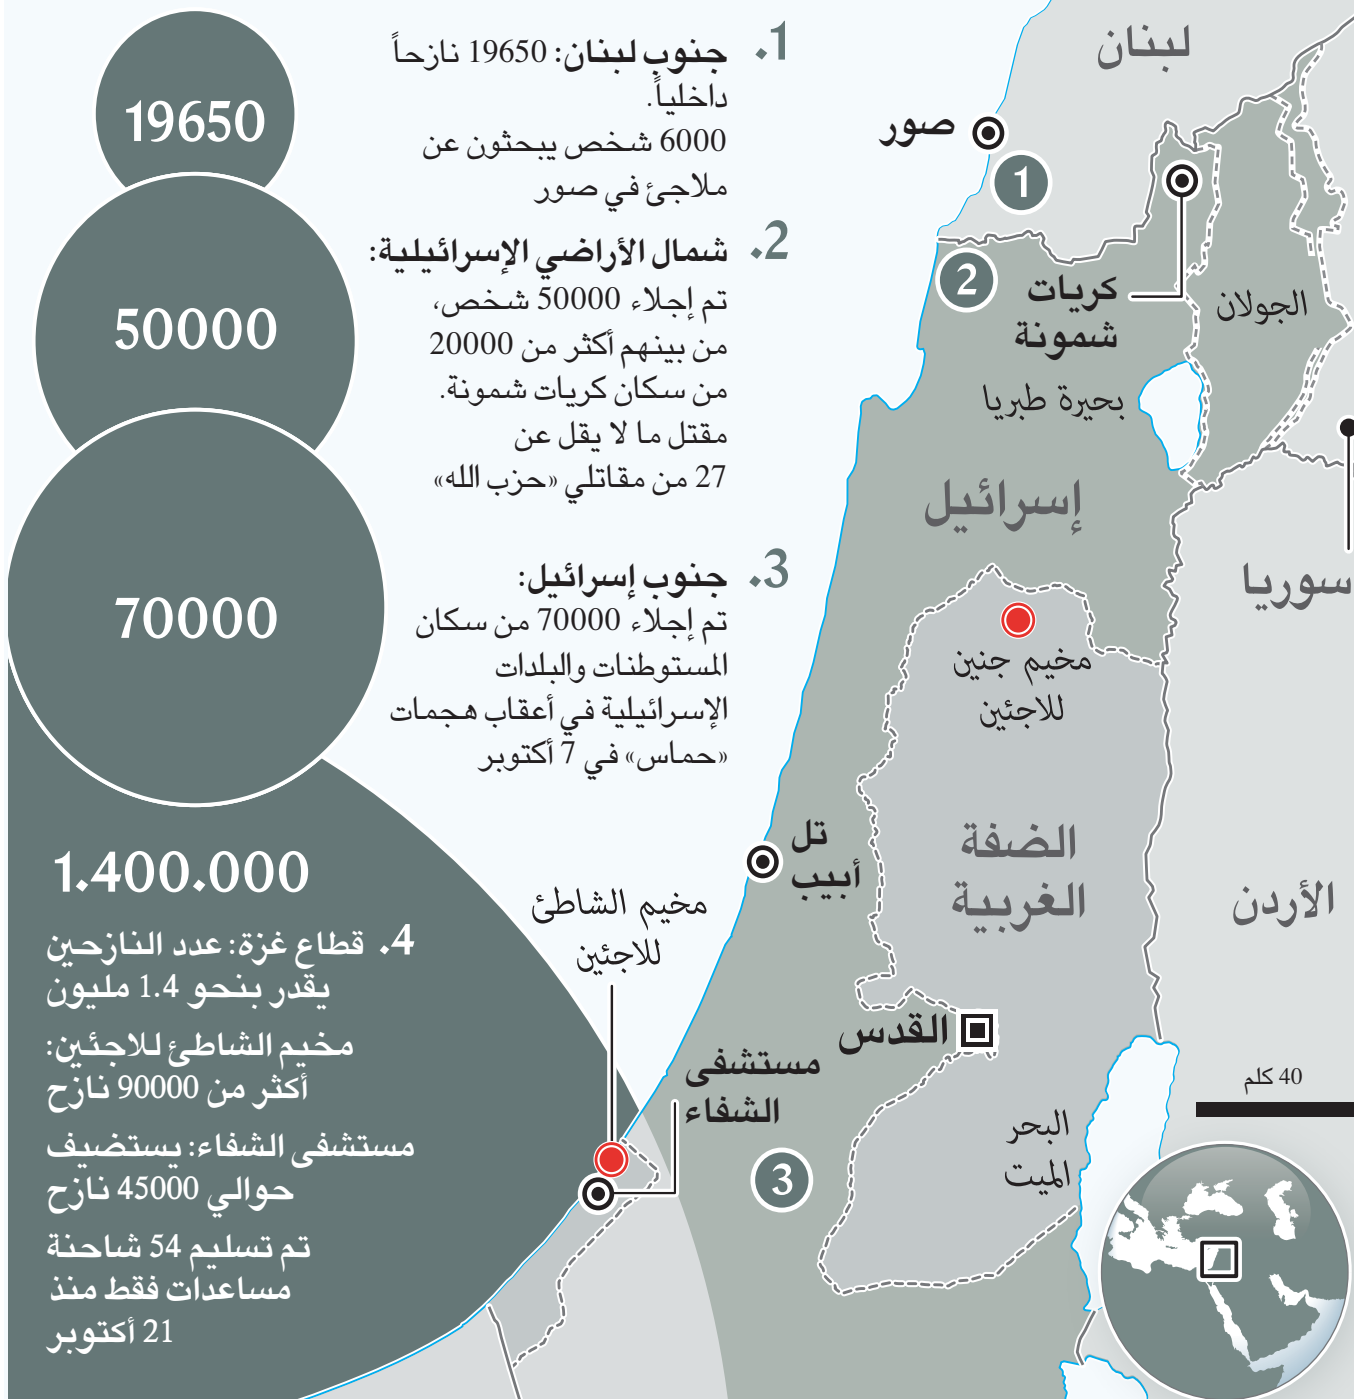 19650
50000
70000
1.400.000
.1 جنوب لبنان: 19650 نازحاً
داخلياً.
6000 شخص يبحثون عن
ملاجئ في صور
.2 شمال الأراضي الإسرائيلية:
تم إجلاء 50000 شخص،
من بينهم أكثر من 20000
من سكان كريات شمونة.
مقتل ما لا يقل عن
27 من مقاتلي «حزب الله»
.3 جنوب إسرائيل:
تم إجلاء 70000 من سكان
المستوطنات والبلدات
الإسرائيلية في أعقاب هجمات
«حماس» في 7 أكتوبر
.4 قطاع غزة: عدد النازحين
يقدر بنحو 1.4 مليون
مخيم الشاطئ للاجئين:
أكثر من 90000 نازح
مستشفى الشفاء: يستضيف
حوالي 45000 نازح
تم تسليم 54 شاحنة
مساعدات فقط منذ
21 أكتوبر
لبنان
صور
1
2
كريات
شمونة
الجولان
بحيرة طبريا
إسرائيل
سوريا
مخيم جنين
للاجئين
تل
أبيب
الضفة
الغربية
الأردن
مخيم الشاطئ
للاجئين
القدس
مستشفى
الشفاء
40 كلم
البحر
الميت
3